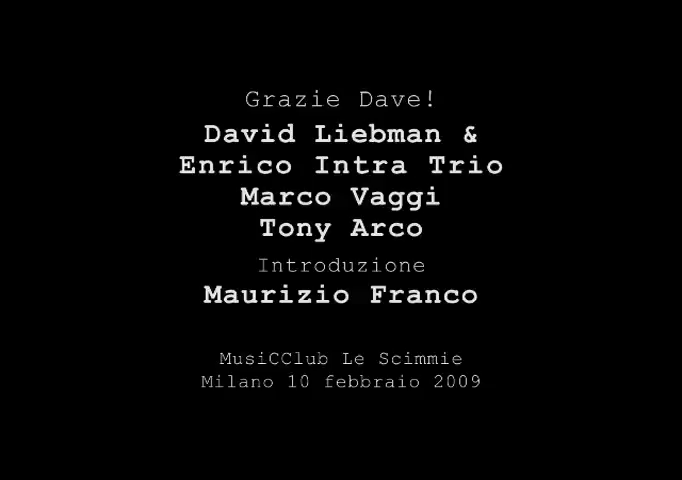 Grazie Dave!
David Liebman &
Enrico Intra Trio
Marco Vaggi
Tony Arco
Introduzione
Maurizio Franco
MusiCClub Le Scimmie
Milano 10 febbraio 2009